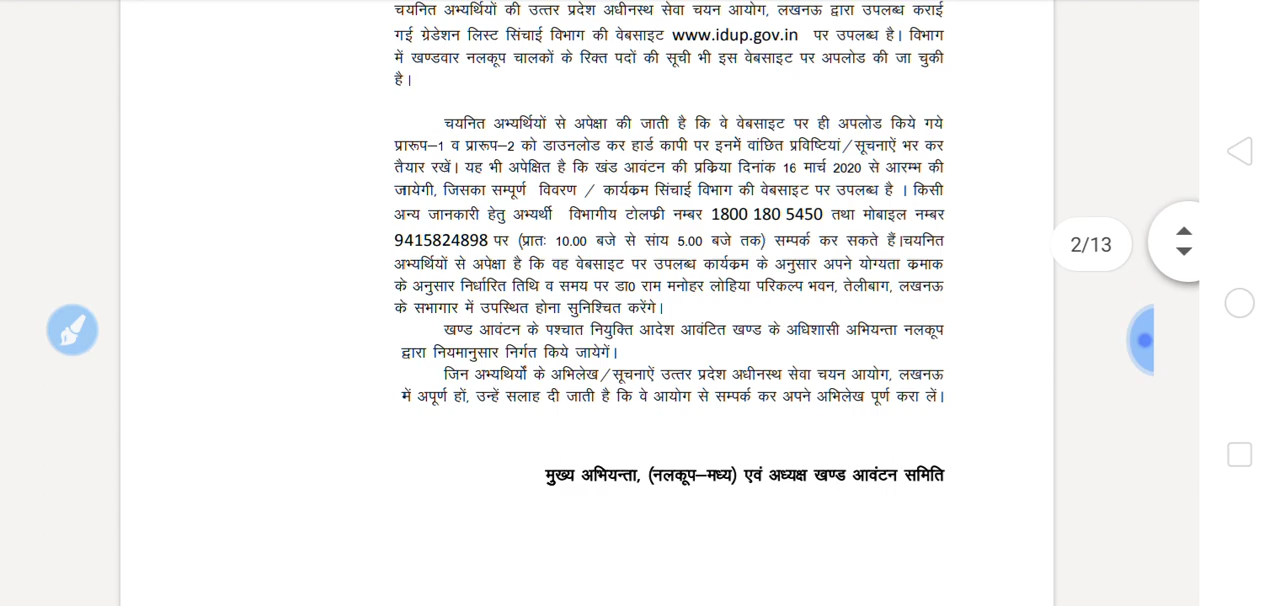 चयनित अभ्यर्थियों की उत्तर प्रदेश अधीनस्थ सेवा चयन आयोग, लखनऊ द्वारा उपलब्ध कराई
गई ग्रेडेशन लिस्ट सिंचाई विभाग की वेबसाइट www.idup.gov.in पर उपलब्ध है। विभाग
में खण्डवार नलकूप चालकों के रिक्त पदों की सूची भी इस वेबसाइट पर अपलोड की जा चुकी
है।
चयनित अभ्यर्थियों से अपेक्षा की जाती है कि वे वेबसाइट पर ही अपलोड किये गये
प्रारूप–1 व प्रारूप–2 को डाउनलोड कर हार्ड कापी पर इनमें वांछित प्रविष्टियां/सूचनाऐं भर कर
तैयार रखें। यह भी अपेक्षित है कि खंड आवंटन की प्रकिया दिनांक 16 मार्च 2020 से आरम्भ की
जायेगी, जिसका सम्पूर्ण विवरण / कार्यकम सिंचाई विभाग की वेबसाइट पर उपलब्ध है । किसी
अन्य जानकारी हेतु अभ्यर्थी विभागीय टोलफ्री नम्बर 1800 180 5450 तथा मोबाइल नम्बर
9415824898 पर (प्रातः 10.00 बजे से सांय 5.00 बजे तक) सम्पर्क कर सकते हैं।चयनित
अभ्यर्थियों से अपेक्षा है कि वह वेबसाइट पर उपलब्ध कार्यकम के अनुसार अपने योग्यता कमाक
के अनुसार निर्धारित तिथि व समय पर डा0 राम मनोहर लोहिया परिकल्प भवन, तेलीबाग, लखनऊ
के सभागार में उपस्थित होना सुनिश्चित करेंगे।
खण्ड आवंटन के पश्चात नियुक्ति आदेश आवंटित खण्ड के अधिशासी अभियन्ता नलकूप
द्वारा नियमानुसार निर्गत किये जायेगें।
जिन अभ्यथिर्यों के अभिलेख/सूचनाऐं उत्तर प्रदेश अधीनस्थ सेवा चयन आयोग, लखनऊ
में अपूर्ण हों, उन्हें सलाह दी जाती है कि वे आयोग से सम्पर्क कर अपने अभिलेख पूर्ण करा लें।
मुख्य अभियन्ता, (नलकूप–मध्य) एवं अध्यक्ष खण्ड आवंटन समिति
2/13